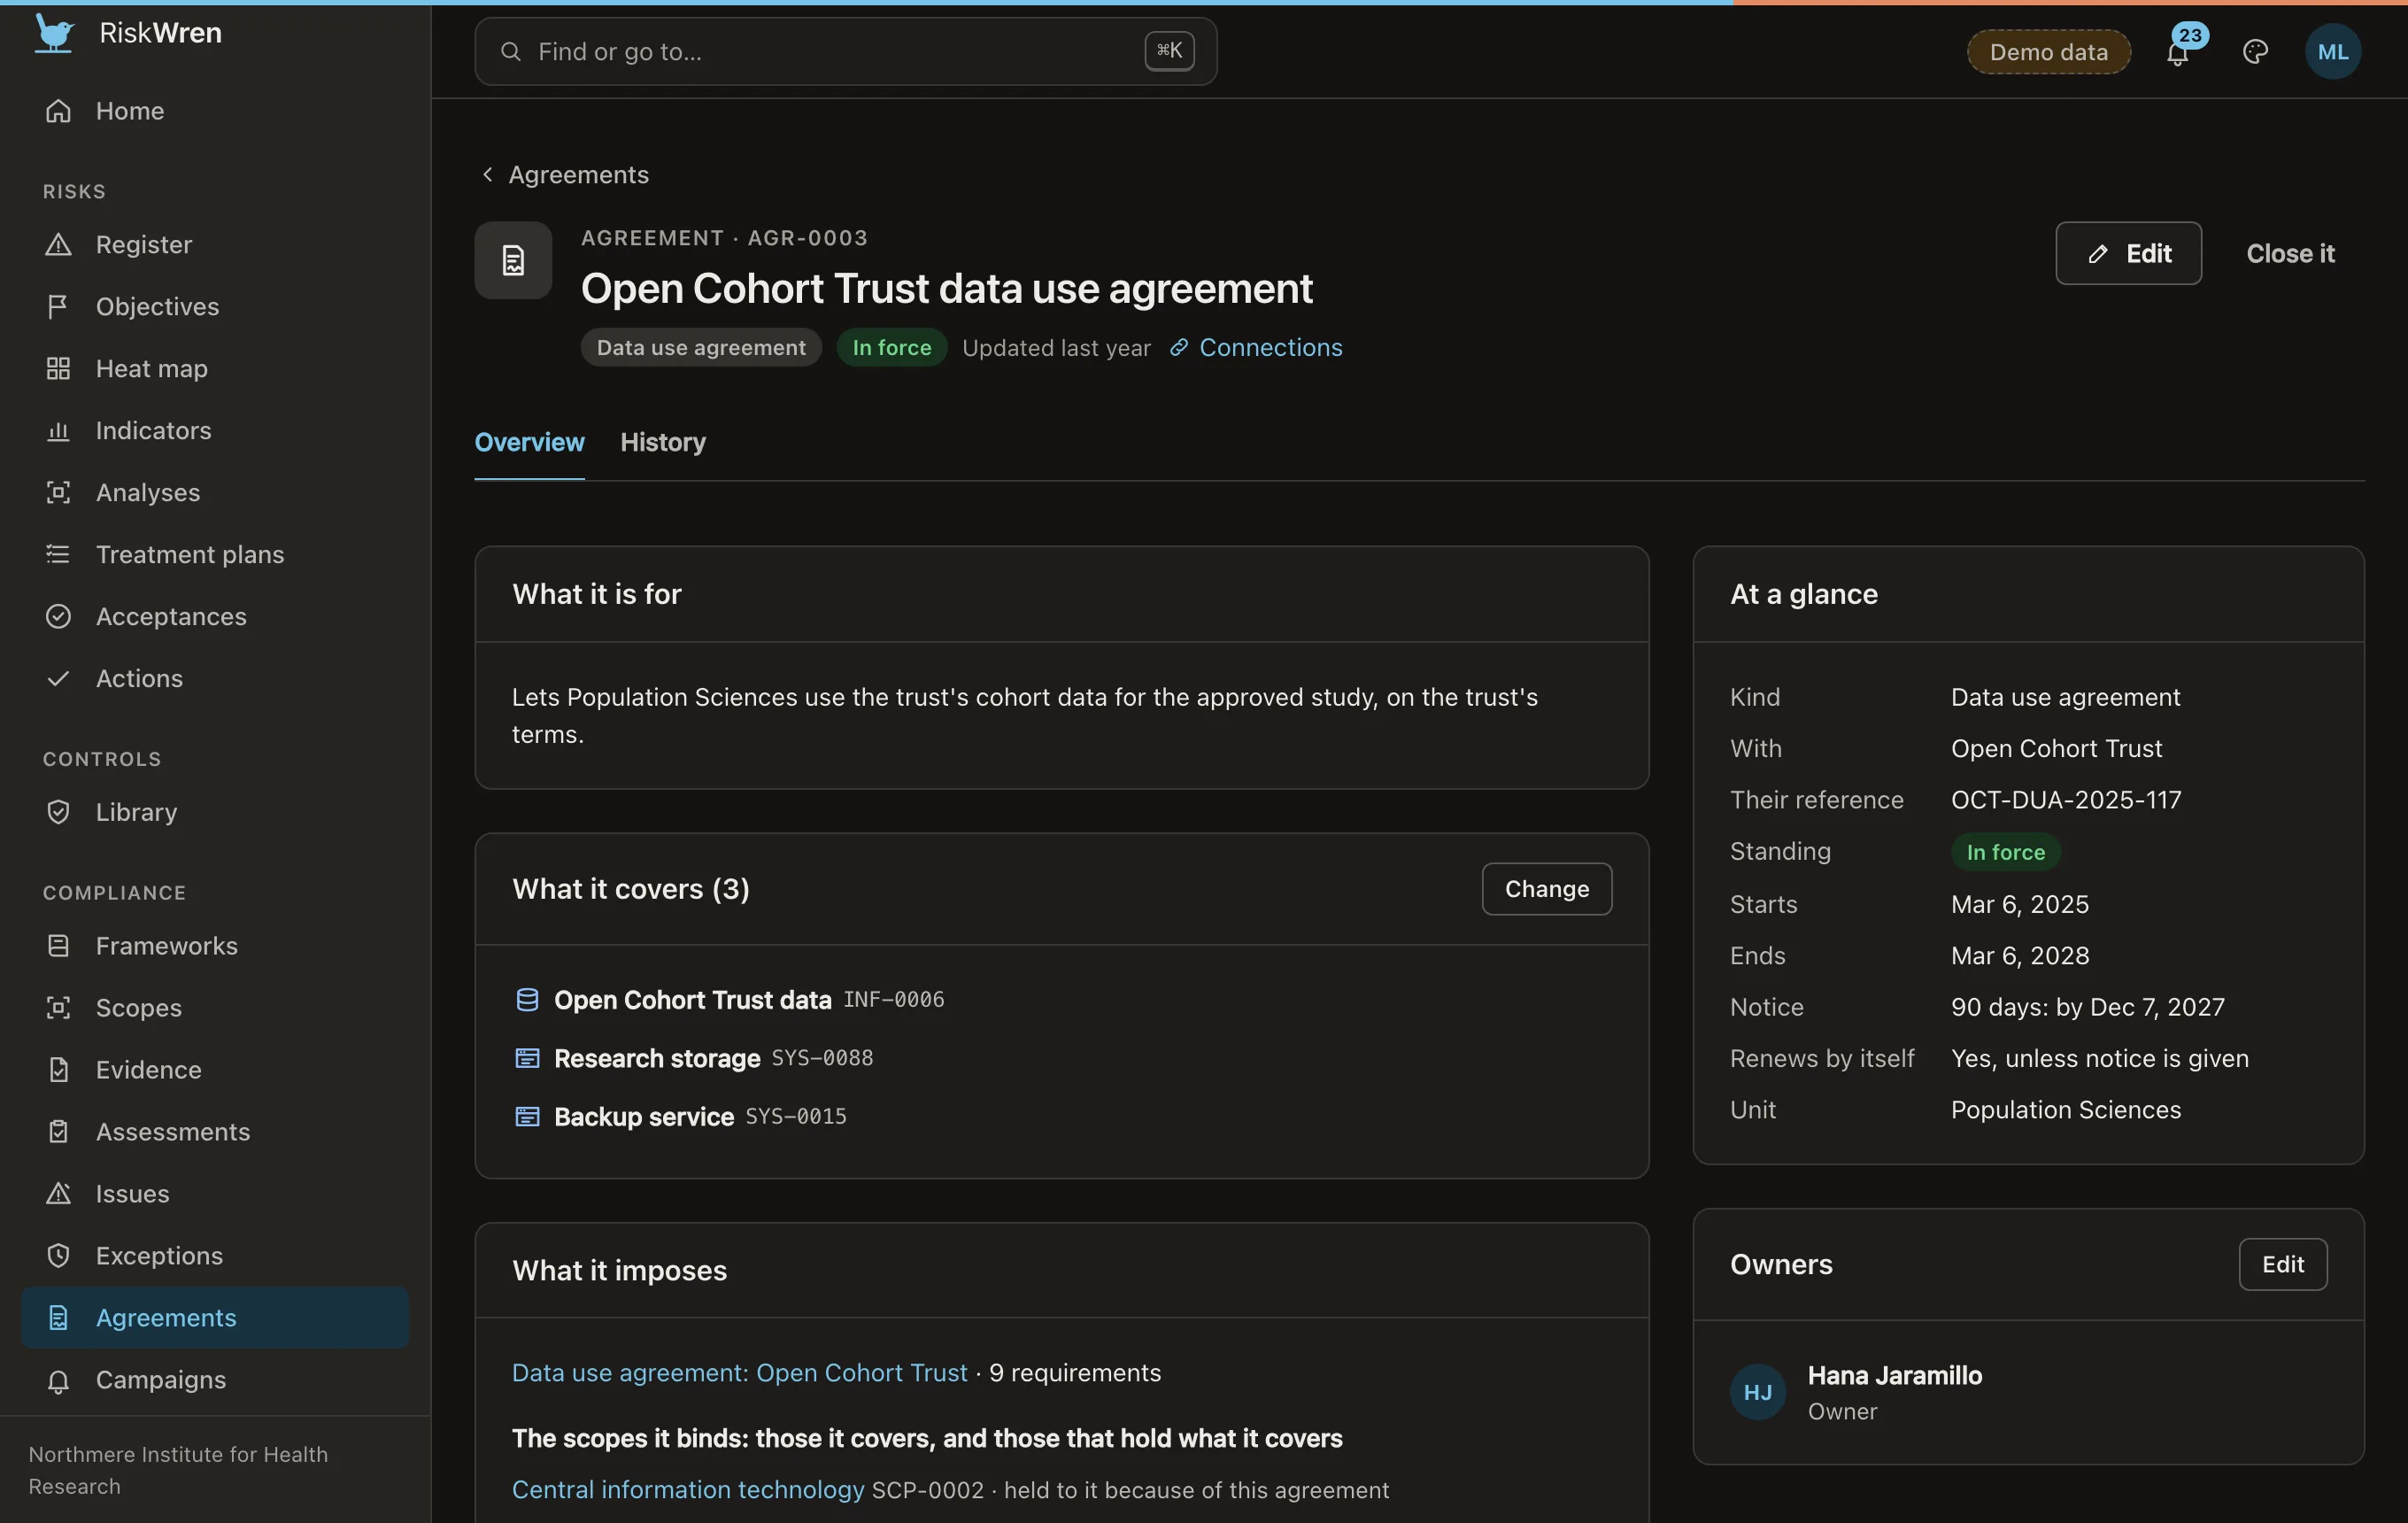 RiskWren
Find or go to...
⌘K
Demo data
23
ML
Home
RISKS
Register
Objectives
Heat map
Indicators
Analyses
Treatment plans
Acceptances
Actions
CONTROLS
Library
COMPLIANCE
Frameworks
Scopes
Evidence
Assessments
Issues
Exceptions
Agreements
Campaigns
Northmere Institute for Health
Research
Agreements
AGREEMENT · AGR-0003
Open Cohort Trust data use agreement
Data use agreement
In force
Updated last year
Connections
Edit
Close it
Overview
History
What it is for
Lets Population Sciences use the trust's cohort data for the approved study, on the trust's
terms.
What it covers (3)
Change
Open Cohort Trust data INF-0006
Research storage SYS-0088
Backup service SYS-0015
What it imposes
Data use agreement: Open Cohort Trust · 9 requirements
The scopes it binds: those it covers, and those that hold what it covers
Central information technology SCP-0002 · held to it because of this agreement
At a glance
Kind Data use agreement
With Open Cohort Trust
Their reference OCT-DUA-2025-117
Standing In force
Starts Mar 6, 2025
Ends Mar 6, 2028
Notice 90 days: by Dec 7, 2027
Renews by itself Yes, unless notice is given
Unit Population Sciences
Owners
Edit
HJ
Hana Jaramillo
Owner